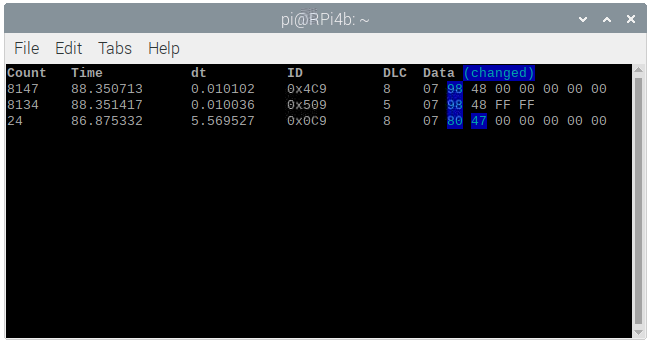 pi@RPi4b: ~
File Edit Tabs Help
Count Time dt ID DLC Data (changed)
8147 88.350713 0.010102 0x4C9 8 07 98 48 00 00 00 00 00
8134 88.351417 0.010036 0x509 5 07 98 48 FF FF
24 86.875332 5.569527 0x0C9 8 07 80 47 00 00 00 00 00